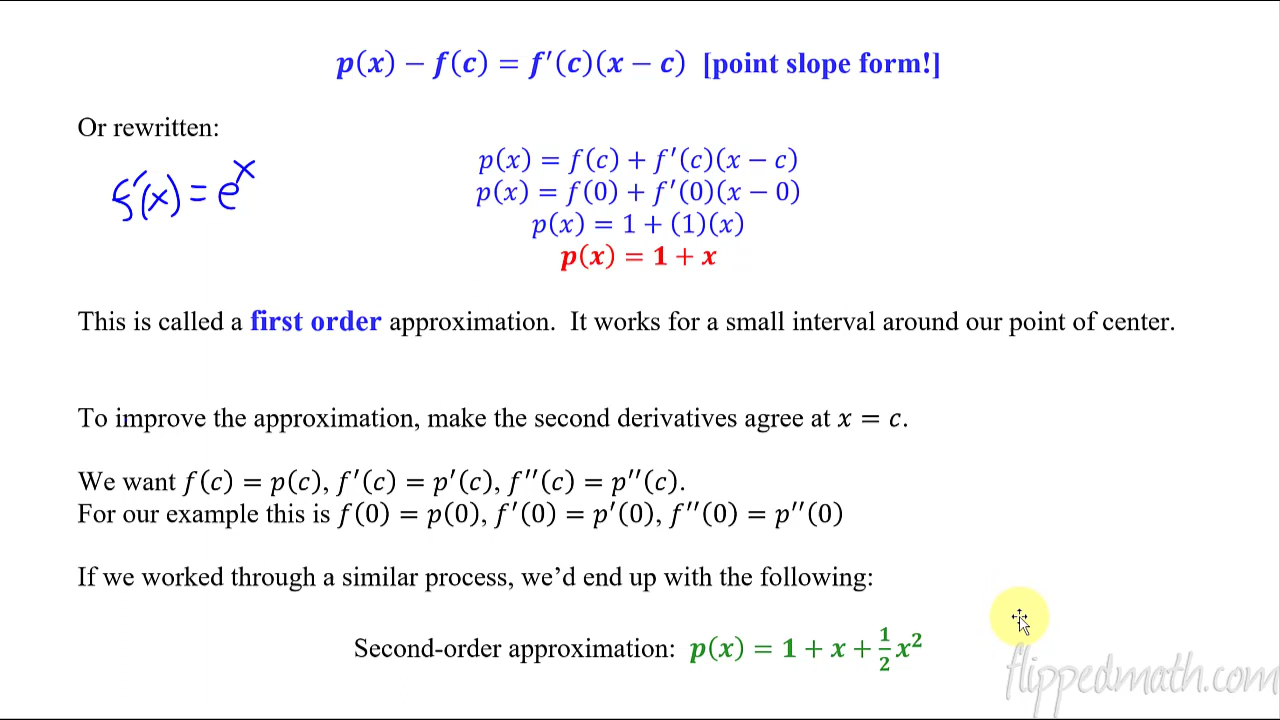 p(x) − f(c) = f′(c)(x − c) [point slope form!]
Or rewritten:
f′(x) = eˣ
p(x) = f(c) + f′(c)(x − c)
p(x) = f(0) + f′(0)(x − 0)
p(x) = 1 + (1)(x)
p(x) = 1 + x
This is called a first order approximation. It works for a small interval around our point of center.
To improve the approximation, make the second derivatives agree at x = c.
We want f(c) = p(c), f′(c) = p′(c), f′′(c) = p′′(c).
For our example this is f(0) = p(0), f′(0) = p′(0), f′′(0) = p′′(0)
If we worked through a similar process, we’d end up with the following:
Second-order approximation: p(x) = 1 + x + ½x²
flippedmath.com